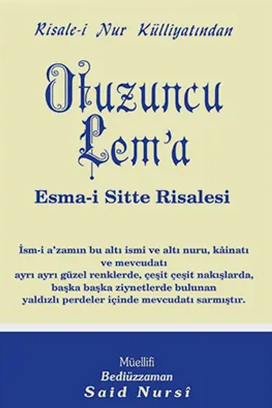 Risale-i Nur Külliyatından
Otuzuncu
Lem'a
Esma-i Sitte Risalesi
İsm-i a'zamın bu altı ismi ve altı nuru, kâinatı
ve mevcudatı
ayrı ayrı güzel renklerde, çeşit çeşit nakışlarda,
başka başka ziynetlerde bulunan
yaldızlı perdeler içinde mevcudatı sarmıştır.
Müellifi
Bediüzzaman
Said Nursî